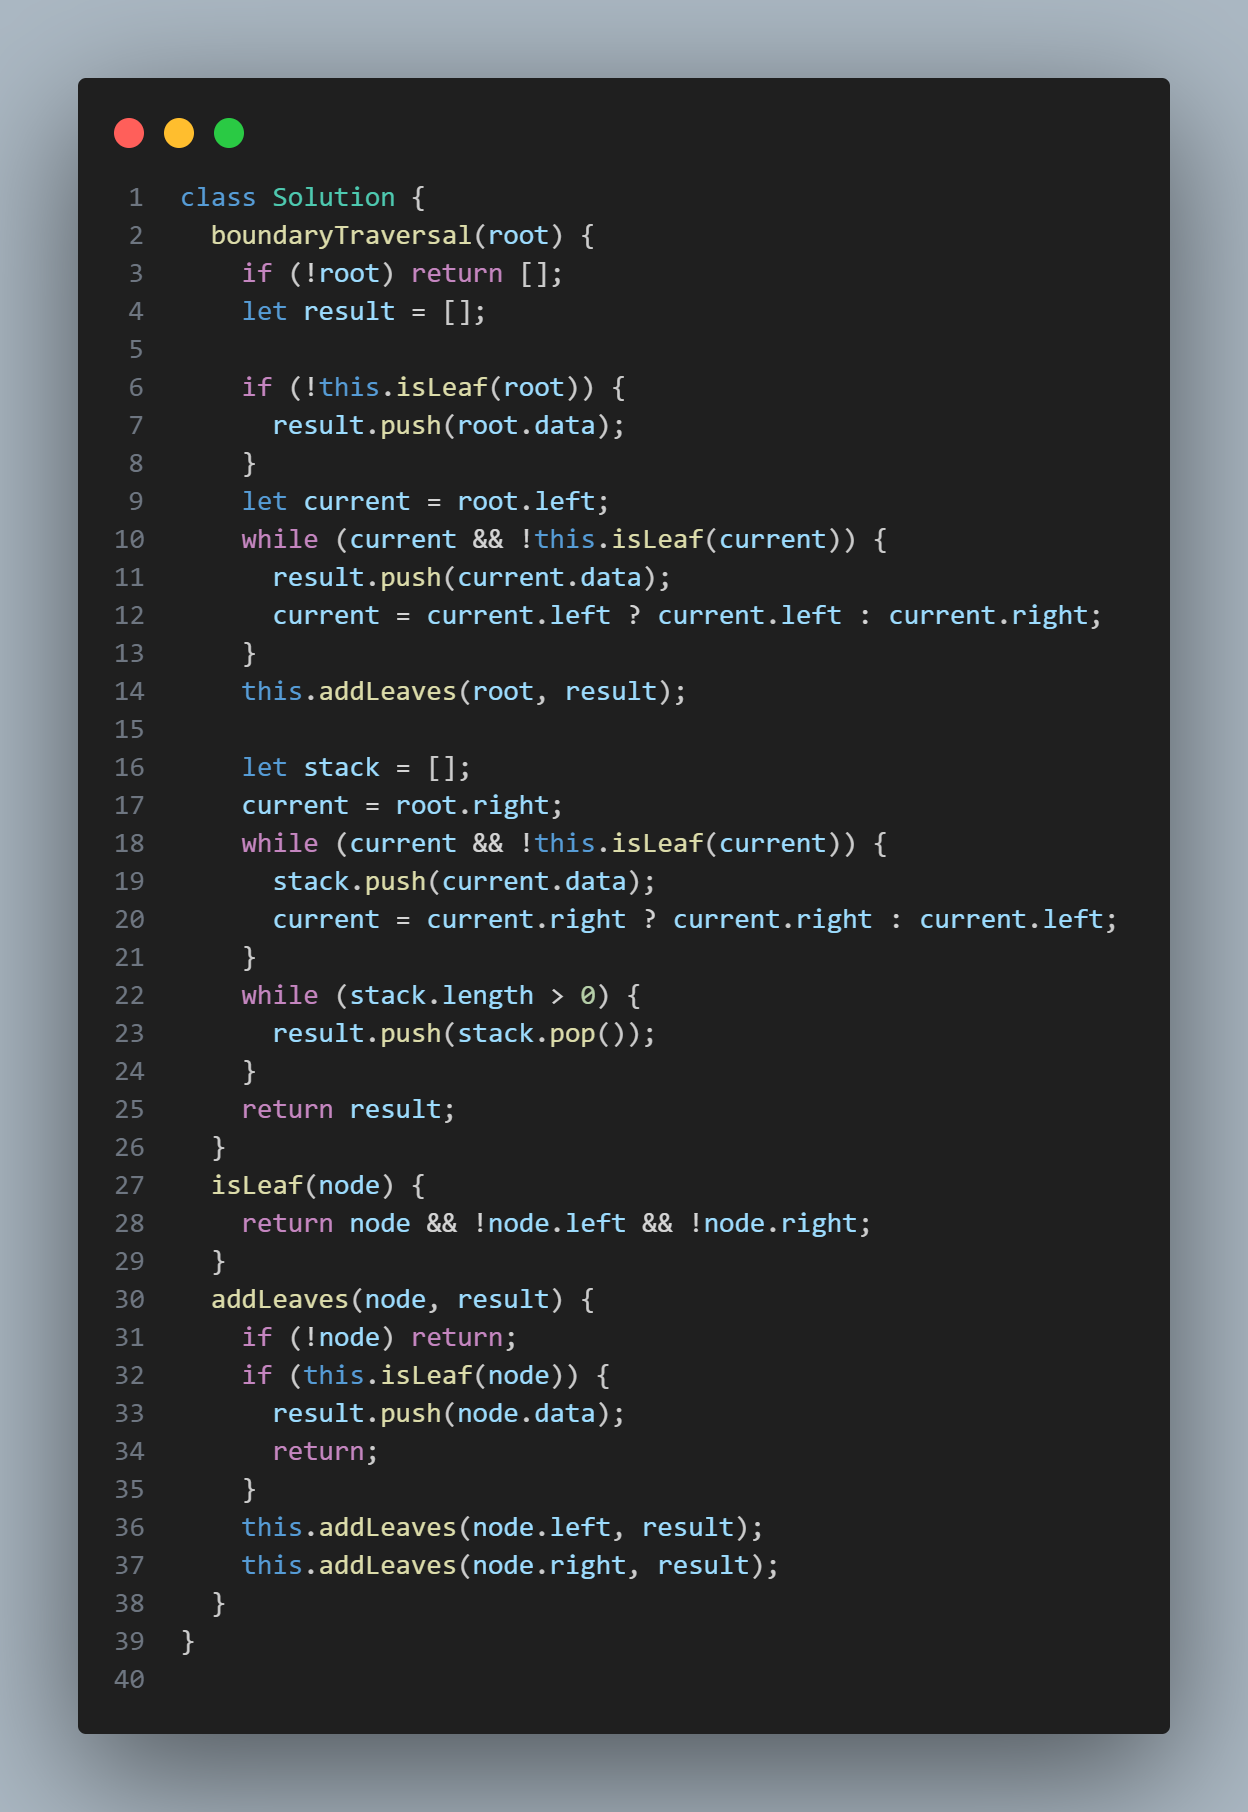 1 class Solution {
2   boundaryTraversal(root) {
3     if (!root) return [];
4     let result = [];
5
6     if (!this.isLeaf(root)) {
7       result.push(root.data);
8     }
9     let current = root.left;
10     while (current && !this.isLeaf(current)) {
11       result.push(current.data);
12       current = current.left ? current.left : current.right;
13     }
14     this.addLeaves(root, result);
15
16     let stack = [];
17     current = root.right;
18     while (current && !this.isLeaf(current)) {
19       stack.push(current.data);
20       current = current.right ? current.right : current.left;
21     }
22     while (stack.length > 0) {
23       result.push(stack.pop());
24     }
25     return result;
26   }
27   isLeaf(node) {
28     return node && !node.left && !node.right;
29   }
30   addLeaves(node, result) {
31     if (!node) return;
32     if (this.isLeaf(node)) {
33       result.push(node.data);
34       return;
35     }
36     this.addLeaves(node.left, result);
37     this.addLeaves(node.right, result);
38   }
39 }
40